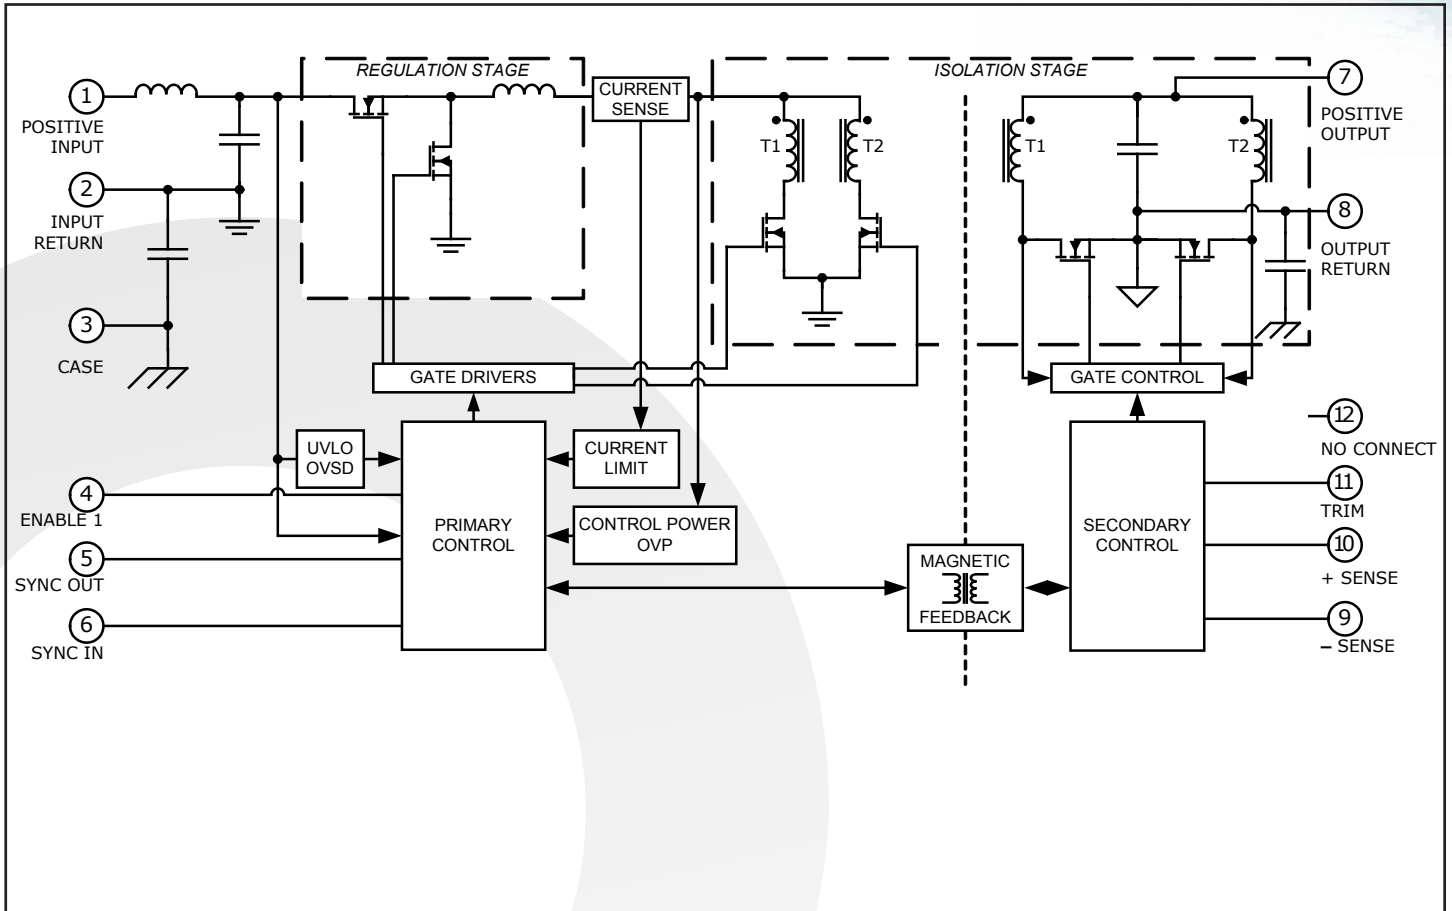 REGULATION STAGE
ISOLATION STAGE
1
POSITIVE
INPUT
CURRENT
SENSE
7
POSITIVE
OUTPUT
T1
T2
T1
T2
2
INPUT
RETURN
8
OUTPUT
RETURN
3
CASE
GATE DRIVERS
GATE CONTROL
12
NO CONNECT
UVLO
OVSD
CURRENT
LIMIT
4
ENABLE 1
11
TRIM
PRIMARY
CONTROL
CONTROL POWER
OVP
SECONDARY
CONTROL
5
SYNC OUT
10
+ SENSE
MAGNETIC
FEEDBACK
6
SYNC IN
9
– SENSE